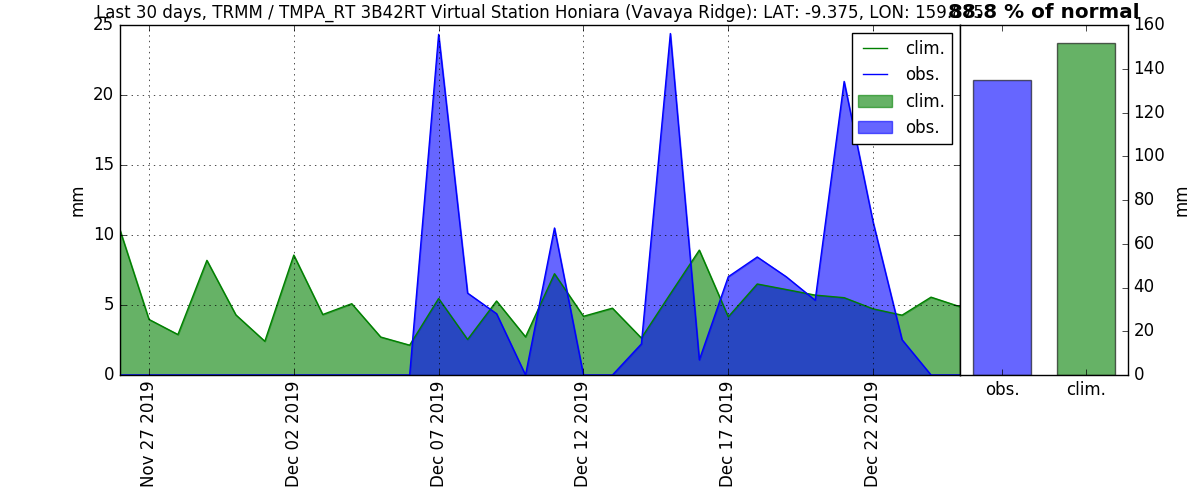 Last 30 days, TRMM / TMPA_RT 3B42RT Virtual Station Honiara (Vavaya Ridge): LAT: -9.375, LON:
88.8 % of normal
clim.
obs.
clim.
obs.
25
20
15
10
5
0
mm
Nov 27 2019
Dec 02 2019
Dec 07 2019
Dec 12 2019
Dec 17 2019
Dec 22 2019
160
140
120
100
80
60
40
20
0
mm
obs.
clim.